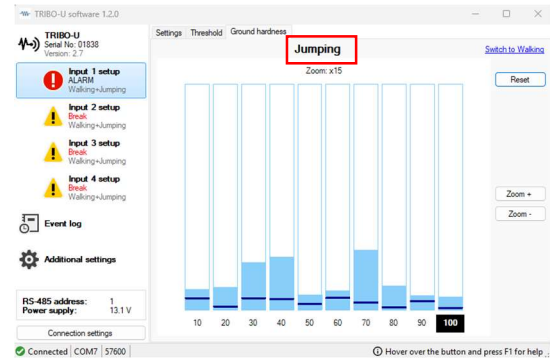 TRIBO-U software 1.2.0
TRIBO-U
Serial No: 01838
Version: 2.7
Input 1 setup
ALARM
Walking+Jumping
Input 2 setup
Break
Walking+Jumping
Input 3 setup
Break
Walking+Jumping
Input 4 setup
Break
Walking+Jumping
Event log
Additional settings
RS-485 address: 1
Power supply: 13.1 V
Connection settings
Settings Threshold Ground hardness
Jumping
Switch to Walking
Zoom: x15
Reset
Zoom +
Zoom -
10 20 30 40 50 60 70 80 90 100
Connected COM7 57600
Hover over the button and press F1 for help